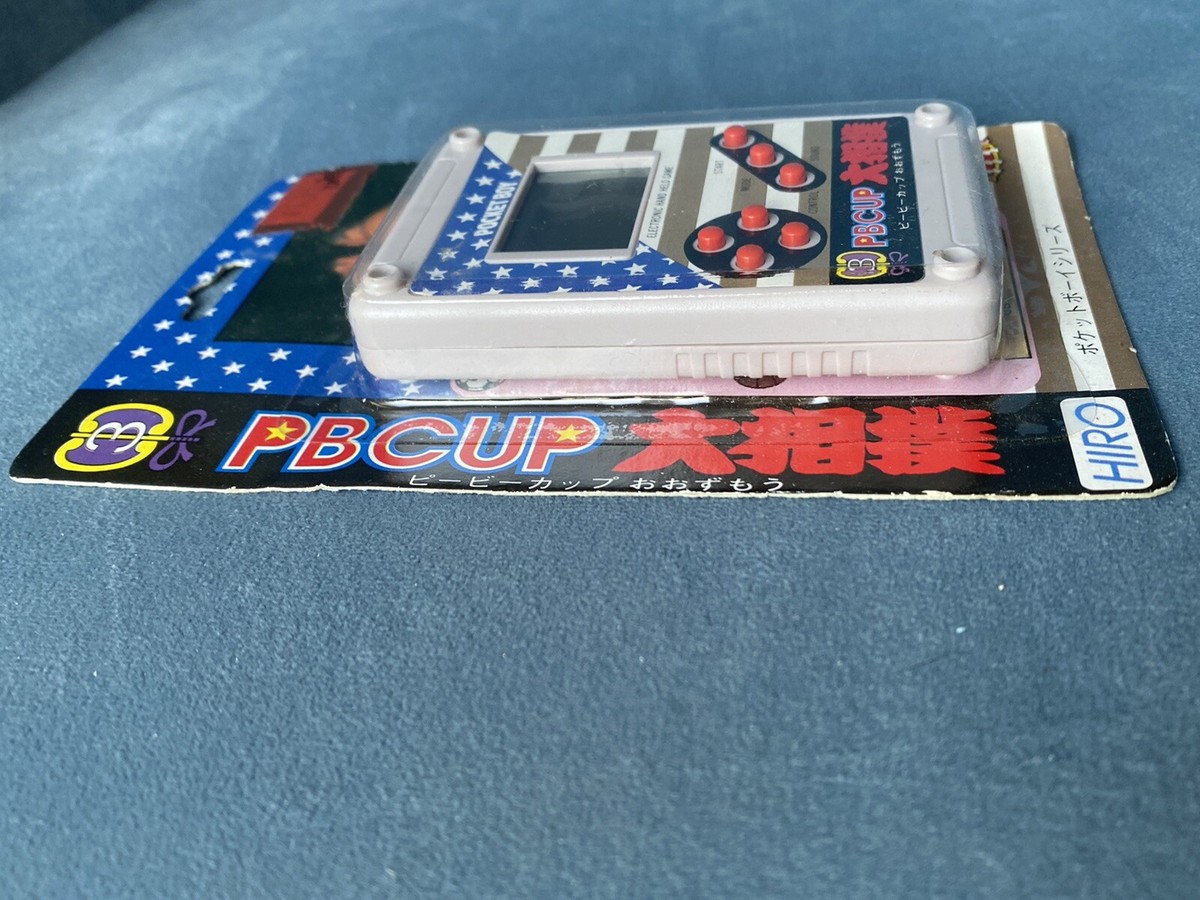 POCKET BOY
ELECTRONIC HAND HELD GAME
START
MODE
SOUND
CONTROL
PBCUP 大相撲
ピービーカップ おおずもう
ポケットボーイシリーズ
PBCUP 大相撲
ピービーカップ おおずもう
HIRO